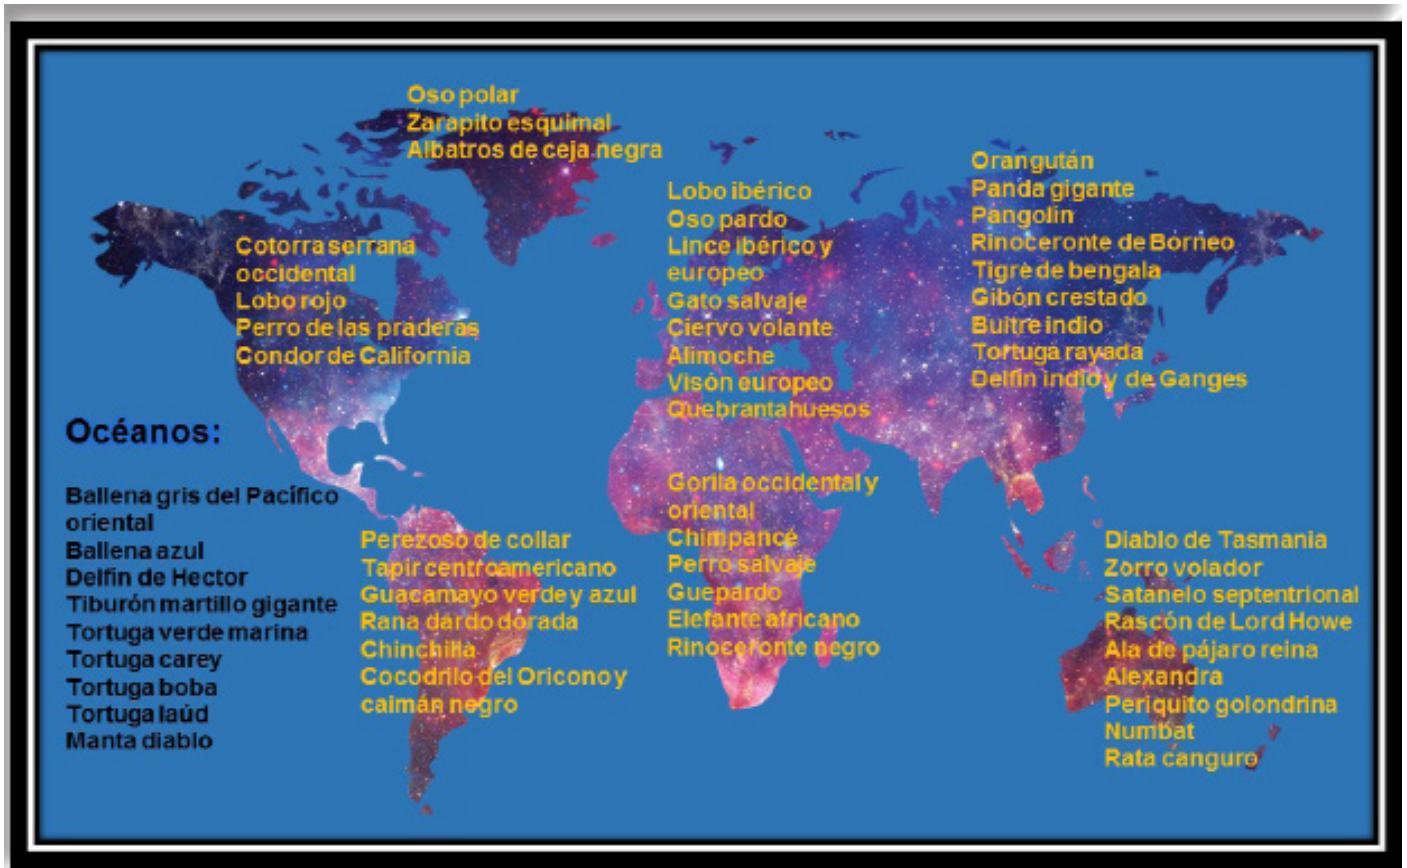 Oso polar
Zarapito esquimal
Albatros de ceja negra
Cotorra serrana
occidental
Lobo rojo
Perro de las praderas
Condor de California
Lobo ibérico
Oso pardo
Lince ibérico y
europeo
Gato salvaje
Ciervo volante
Alimoche
Visón europeo
Quebrantahuesos
Orangután
Panda gigante
Pangolin
Rinoceronte de Borneo
Tigre de bengala
Gibón crestado
Buitre indio
Tortuga rayada
Delfín indio y de Ganges
Océanos:
Ballena gris del Pacífico
oriental
Ballena azul
Delfín de Hector
Tiburón martillo gigante
Tortuga verde marina
Tortuga carey
Tortuga boba
Tortuga laúd
Manta diablo
Perezoso de collar
Tapir centroamericano
Guacamayo verde y azul
Rana dardo dorada
Chinchilla
Cocodrilo del Oricono y
caimán negro
Gorila occidental y
oriental
Chimpancé
Perro salvaje
Guepardo
Elefante africano
Rinoceronte negro
Diablo de Tasmania
Zorro volador
Satanelo septentrional
Rascón de Lord Howe
Ala de pájaro reina
Alexandra
Periquito golondrina
Numbat
Rata canguro